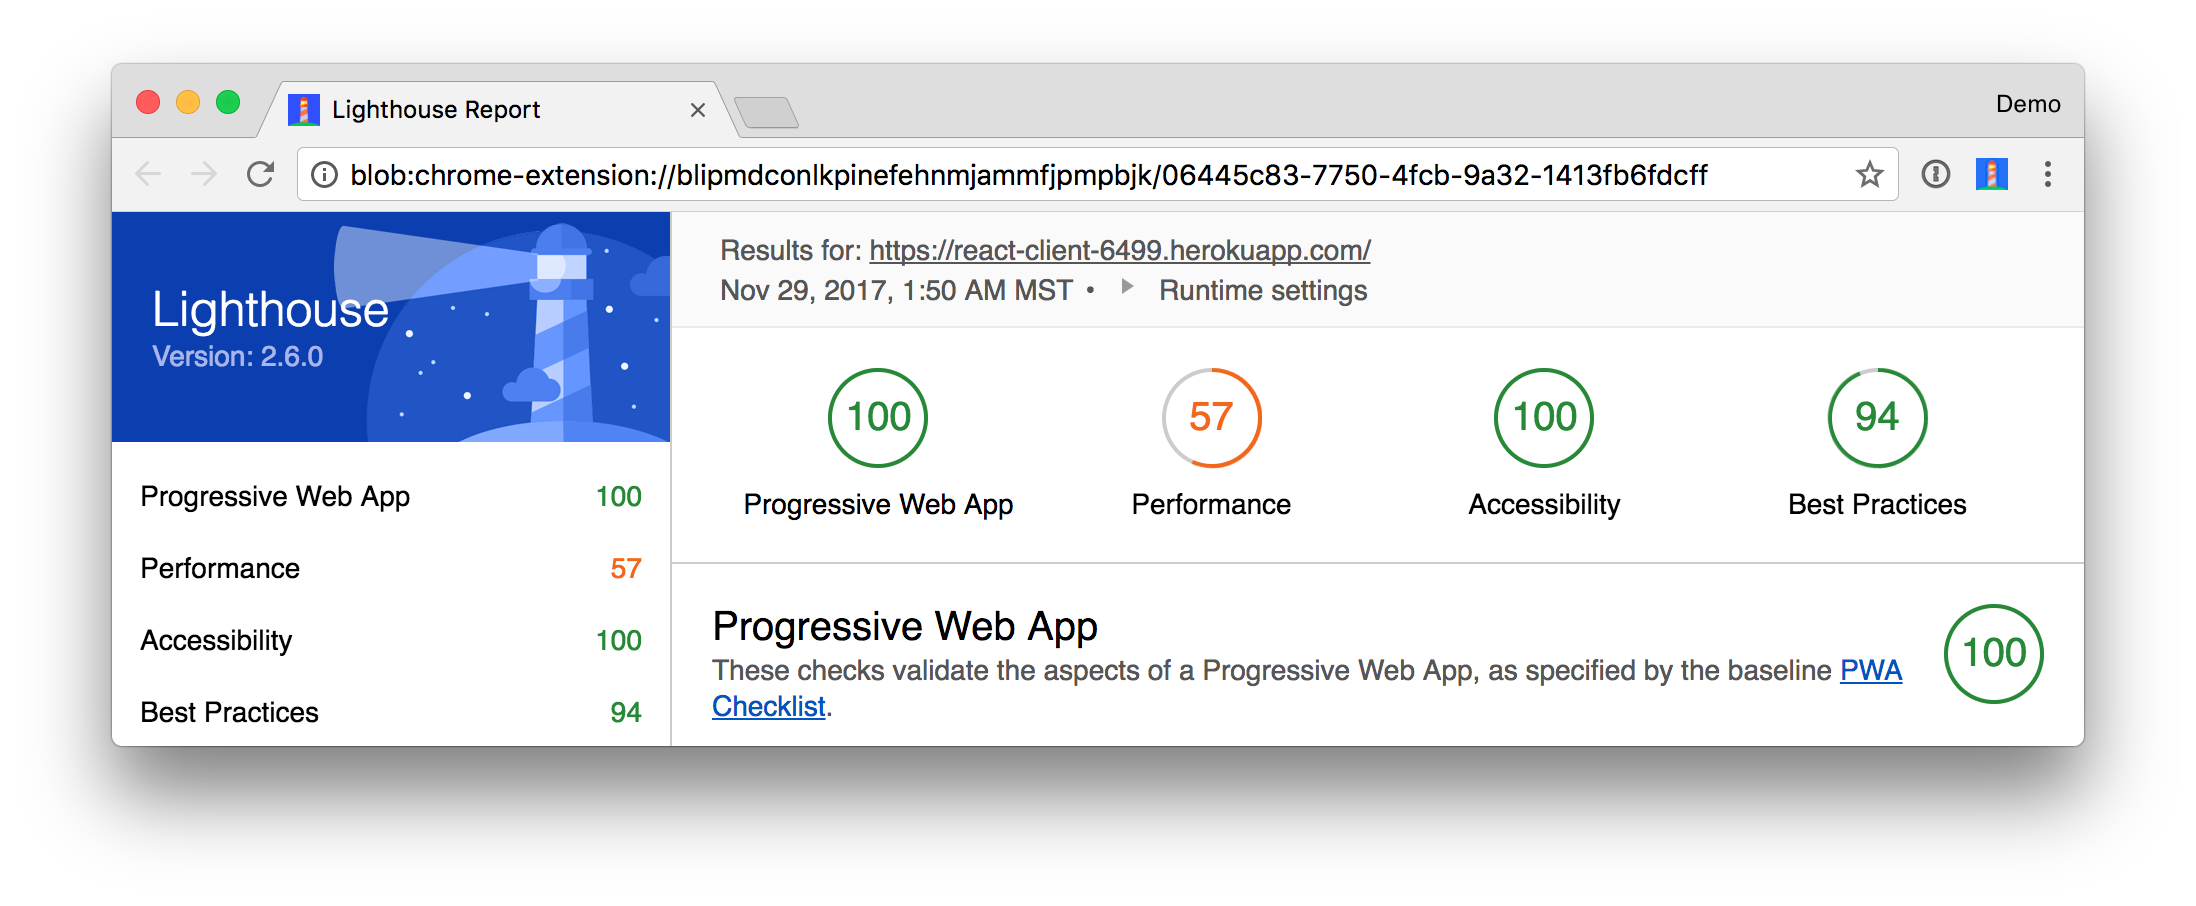 Lighthouse Report
Demo
blob:chrome-extension://blipmdconlkpinefehnmjammfjpmpbjk/06445c83-7750-4fcb-9a32-1413fb6fdcff
Lighthouse
Version: 2.6.0
Progressive Web App 100
Performance 57
Accessibility 100
Best Practices 94
Results for: https://react-client-6499.herokuapp.com/
Nov 29, 2017, 1:50 AM MST • Runtime settings
100 57 100 94
Progressive Web App Performance Accessibility Best Practices
Progressive Web App
These checks validate the aspects of a Progressive Web App, as specified by the baseline PWA
Checklist.
100